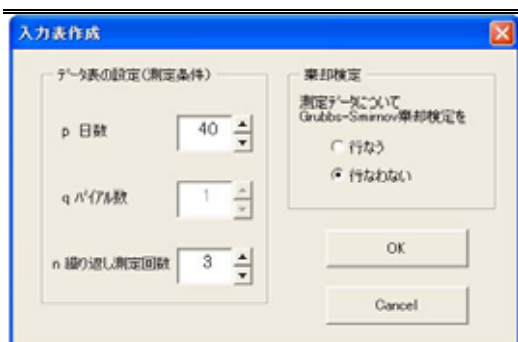 入力表作成
データ表の設定(測定条件)
p 日数 40
q バイアル数 1
n 繰り返し測定回数 3
棄却検定
測定データについて
Grubbs-Smirnov棄却検定を
行なう
行なわない
OK
Cancel